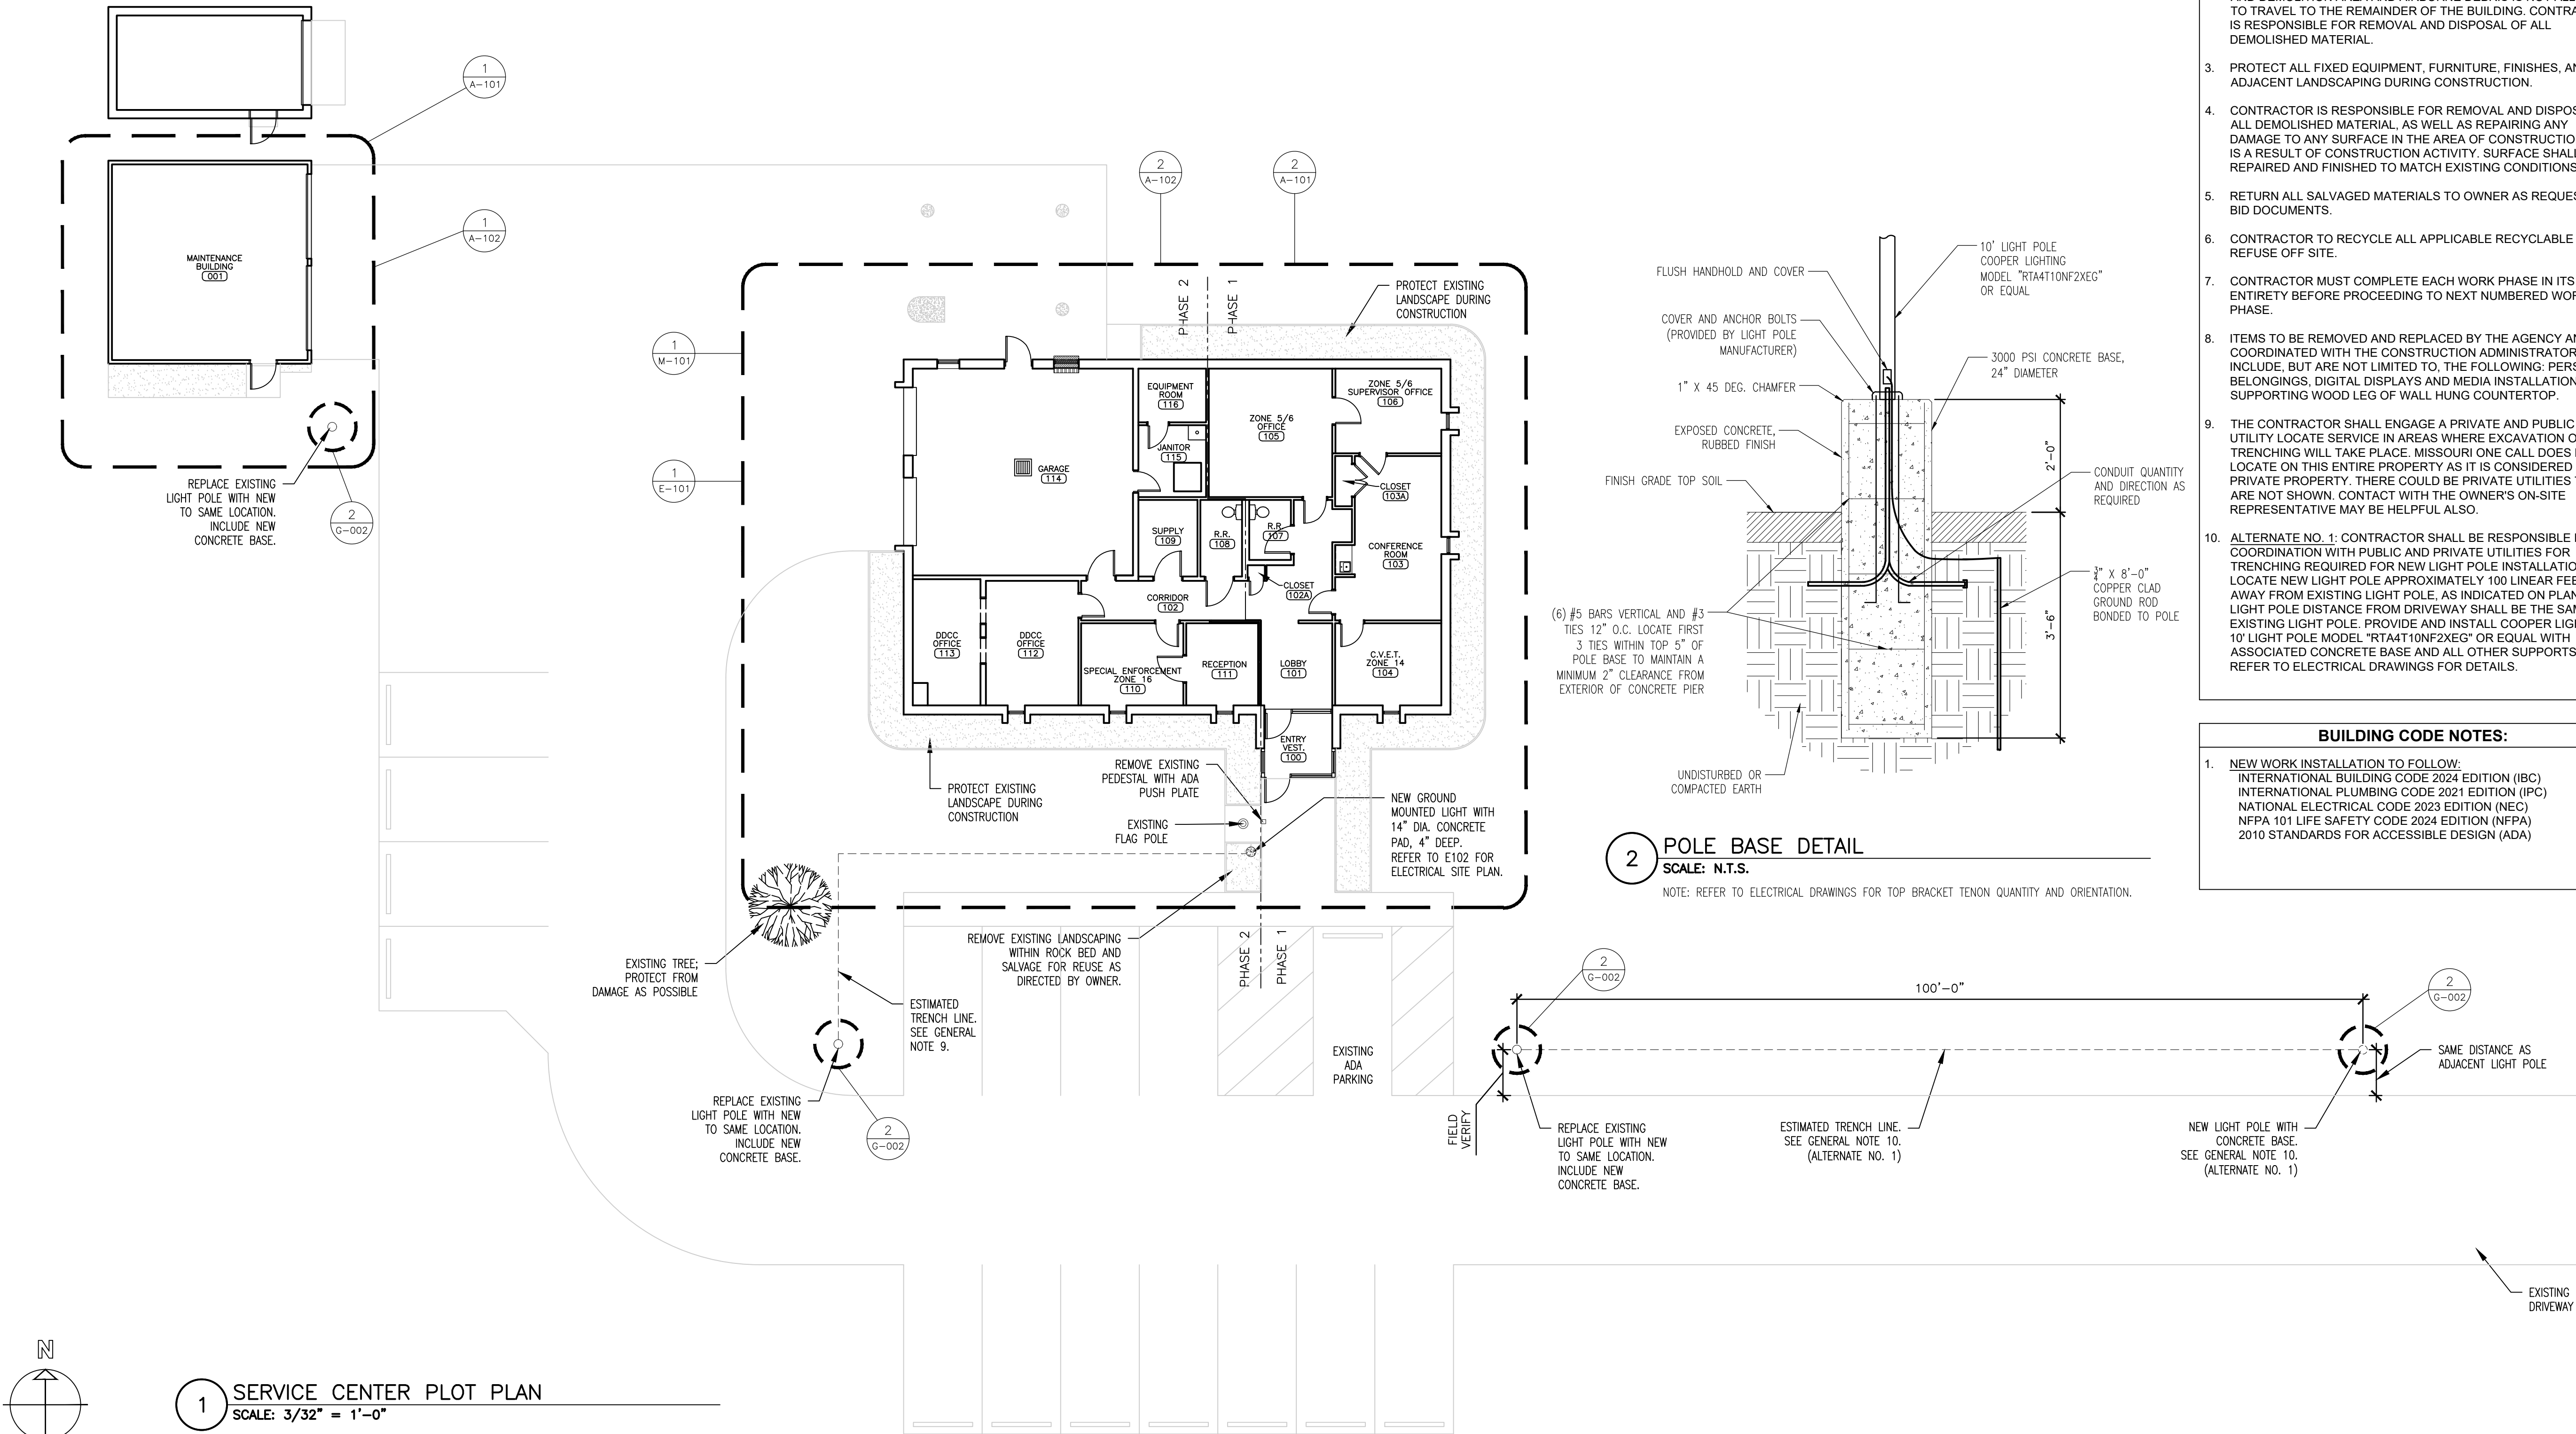 1
A-101
1
A-102
MAINTENANCE
BUILDING
001
REPLACE EXISTING
LIGHT POLE WITH NEW
TO SAME LOCATION.
INCLUDE NEW
CONCRETE BASE.
2
G-002
2
A-102
2
A-101
1
M-101
1
E-101
PHASE 2
PHASE 1
PROTECT EXISTING
LANDSCAPE DURING
CONSTRUCTION
EQUIPMENT
ROOM
116
ZONE 5/6
OFFICE
105
ZONE 5/6
SUPERVISOR OFFICE
106
JANITOR
115
GARAGE
114
CLOSET
103A
SUPPLY
109
R.R.
108
R.R.
107
CONFERENCE
ROOM
103
CLOSET
102A
CORRIDOR
102
DDCC
OFFICE
113
DDCC
OFFICE
112
SPECIAL ENFORCEMENT
ZONE 16
110
RECEPTION
111
LOBBY
101
C.V.E.T.
ZONE 14
104
ENTRY
VEST.
100
PROTECT EXISTING
LANDSCAPE DURING
CONSTRUCTION
REMOVE EXISTING
PEDESTAL WITH ADA
PUSH PLATE
EXISTING
FLAG POLE
NEW GROUND
MOUNTED LIGHT WITH
14" DIA. CONCRETE
PAD, 4" DEEP.
REFER TO E102 FOR
ELECTRICAL SITE PLAN.
REMOVE EXISTING LANDSCAPING
WITHIN ROCK BED AND
SALVAGE FOR REUSE AS
DIRECTED BY OWNER.
PHASE 2
PHASE 1
EXISTING TREE;
PROTECT FROM
DAMAGE AS POSSIBLE
ESTIMATED
TRENCH LINE.
SEE GENERAL
NOTE 9.
REPLACE EXISTING
LIGHT POLE WITH NEW
TO SAME LOCATION.
INCLUDE NEW
CONCRETE BASE.
2
G-002
EXISTING
ADA
PARKING
2
G-002
100'-0"
2
G-002
SAME DISTANCE AS
ADJACENT LIGHT POLE
FIELD
VERIFY
REPLACE EXISTING
LIGHT POLE WITH NEW
TO SAME LOCATION.
INCLUDE NEW
CONCRETE BASE.
ESTIMATED TRENCH LINE.
SEE GENERAL NOTE 10.
(ALTERNATE NO. 1)
NEW LIGHT POLE WITH
CONCRETE BASE.
SEE GENERAL NOTE 10.
(ALTERNATE NO. 1)
EXISTING
DRIVEWAY
N
1
SERVICE CENTER PLOT PLAN
SCALE: 3/32" = 1'-0"
FLUSH HANDHOLD AND COVER
COVER AND ANCHOR BOLTS
(PROVIDED BY LIGHT POLE
MANUFACTURER)
1" X 45 DEG. CHAMFER
EXPOSED CONCRETE,
RUBBED FINISH
FINISH GRADE TOP SOIL
(6) #5 BARS VERTICAL AND #3
TIES 12" O.C. LOCATE FIRST
3 TIES WITHIN TOP 5" OF
POLE BASE TO MAINTAIN A
MINIMUM 2" CLEARANCE FROM
EXTERIOR OF CONCRETE PIER
UNDISTURBED OR
COMPACTED EARTH
10' LIGHT POLE
COOPER LIGHTING
MODEL "RTA4T10NF2XEG"
OR EQUAL
3000 PSI CONCRETE BASE,
24" DIAMETER
2'-0"
CONDUIT QUANTITY
AND DIRECTION AS
REQUIRED
3'-6"
3/4" X 8'-0"
COPPER CLAD
GROUND ROD
BONDED TO POLE
2
POLE BASE DETAIL
SCALE: N.T.S.
NOTE: REFER TO ELECTRICAL DRAWINGS FOR TOP BRACKET TENON QUANTITY AND ORIENTATION.
TO TRAVEL TO THE REMAINDER OF THE BUILDING.
IS RESPONSIBLE FOR REMOVAL AND DISPOSAL OF ALL
DEMOLISHED MATERIAL.
3. PROTECT ALL FIXED EQUIPMENT, FURNITURE, FINISHES,
ADJACENT LANDSCAPING DURING CONSTRUCTION.
4. CONTRACTOR IS RESPONSIBLE FOR REMOVAL AND
ALL DEMOLISHED MATERIAL, AS WELL AS REPAIRING ANY
DAMAGE TO ANY SURFACE IN THE AREA OF
IS A RESULT OF CONSTRUCTION ACTIVITY. SURFACE
REPAIRED AND FINISHED TO MATCH EXISTING CONDITIONS
5. RETURN ALL SALVAGED MATERIALS TO OWNER AS
BID DOCUMENTS.
6. CONTRACTOR TO RECYCLE ALL APPLICABLE RECYCLABLE
REFUSE OFF SITE.
7. CONTRACTOR MUST COMPLETE EACH WORK PHASE IN ITS
ENTIRETY BEFORE PROCEEDING TO NEXT NUMBERED
PHASE.
8. ITEMS TO BE REMOVED AND REPLACED BY THE AGENCY
COORDINATED WITH THE CONSTRUCTION ADMINISTRATOR
INCLUDE, BUT ARE NOT LIMITED TO, THE FOLLOWING:
BELONGINGS, DIGITAL DISPLAYS AND MEDIA INSTALLATION
SUPPORTING WOOD LEG OF WALL HUNG COUNTERTOP.
9. THE CONTRACTOR SHALL ENGAGE A PRIVATE AND PUBLIC
UTILITY LOCATE SERVICE IN AREAS WHERE EXCAVATION
TRENCHING WILL TAKE PLACE. MISSOURI ONE CALL DOES
LOCATE ON THIS ENTIRE PROPERTY AS IT IS CONSIDERED
PRIVATE PROPERTY. THERE COULD BE PRIVATE UTILITIES
ARE NOT SHOWN. CONTACT WITH THE OWNER'S ON-SITE
REPRESENTATIVE MAY BE HELPFUL ALSO.
10. ALTERNATE NO. 1: CONTRACTOR SHALL BE RESPONSIBLE
COORDINATION WITH PUBLIC AND PRIVATE UTILITIES FOR
TRENCHING REQUIRED FOR NEW LIGHT POLE
LOCATE NEW LIGHT POLE APPROXIMATELY 100 LINEAR
AWAY FROM EXISTING LIGHT POLE, AS INDICATED ON
LIGHT POLE DISTANCE FROM DRIVEWAY SHALL BE THE
EXISTING LIGHT POLE. PROVIDE AND INSTALL COOPER
10' LIGHT POLE MODEL "RTA4T10NF2XEG" OR EQUAL WITH
ASSOCIATED CONCRETE BASE AND ALL OTHER SUPPORTS
REFER TO ELECTRICAL DRAWINGS FOR DETAILS.
BUILDING CODE NOTES:
1. NEW WORK INSTALLATION TO FOLLOW:
INTERNATIONAL BUILDING CODE 2024 EDITION (IBC)
INTERNATIONAL PLUMBING CODE 2021 EDITION (IPC)
NATIONAL ELECTRICAL CODE 2023 EDITION (NEC)
NFPA 101 LIFE SAFETY CODE 2024 EDITION (NFPA)
2010 STANDARDS FOR ACCESSIBLE DESIGN (ADA)